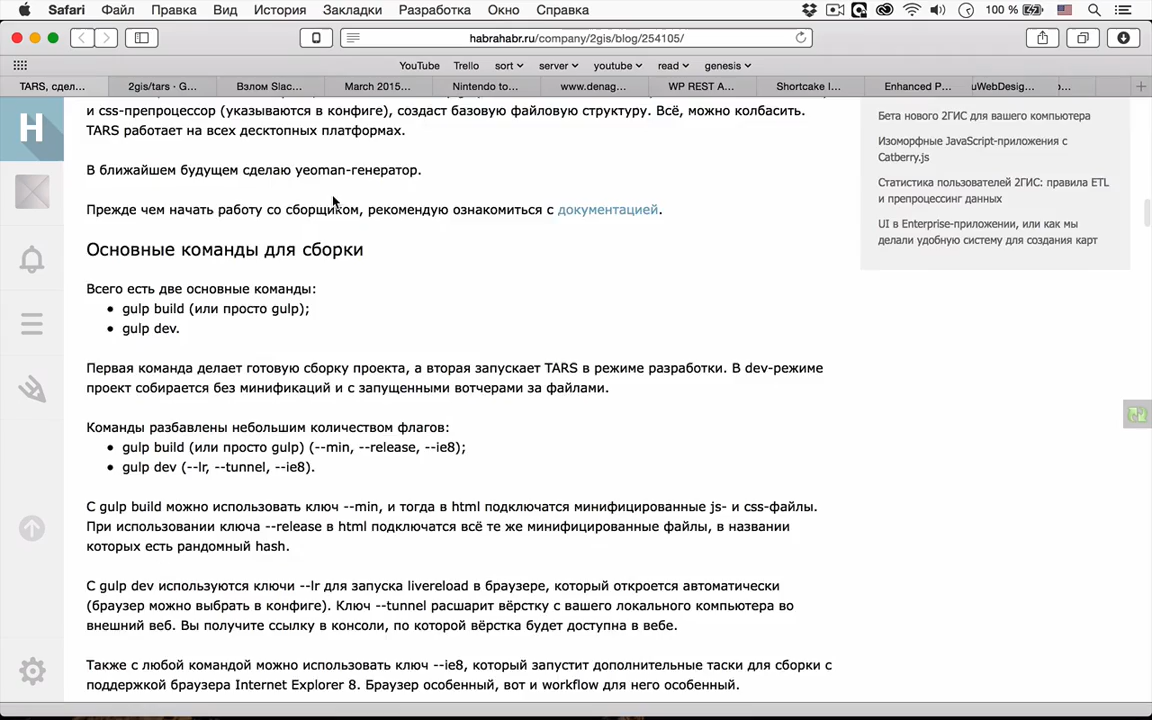 Safari Файл Правка Вид История Закладки Разработка Окно Справка 100 %
habrahabr.ru/company/2gis/blog/254105/
YouTube Trello sort server youtube read genesis
TARS, сдел... 2gis/tars · G... Взлом Slac... March 2015... Nintendo to... www.denag... WP REST A... Shortcake I... Enhanced P... uWebDesig... ...
и css-препроцессор (указываются в конфиге), создаст базовую файловую структуру. Всё, можно колбасить.
TARS работает на всех десктопных платформах.
В ближайшем будущем сделаю yeoman-генератор.
Прежде чем начать работу со сборщиком, рекомендую ознакомиться с документацией.
Основные команды для сборки
Всего есть две основные команды:
• gulp build (или просто gulp);
• gulp dev.
Первая команда делает готовую сборку проекта, а вторая запускает TARS в режиме разработки. В dev-режиме
проект собирается без минификаций и с запущенными вотчерами за файлами.
Команды разбавлены небольшим количеством флагов:
• gulp build (или просто gulp) (--min, --release, --ie8);
• gulp dev (--lr, --tunnel, --ie8).
С gulp build можно использовать ключ --min, и тогда в html подключатся минифицированные js- и css-файлы.
При использовании ключа --release в html подключатся всё те же минифицированные файлы, в названии
которых есть рандомный hash.
С gulp dev используются ключи --lr для запуска livereload в браузере, который откроется автоматически
(браузер можно выбрать в конфиге). Ключ --tunnel расшарит вёрстку с вашего локального компьютера во
внешний веб. Вы получите ссылку в консоли, по которой вёрстка будет доступна в вебе.
Также с любой командой можно использовать ключ --ie8, который запустит дополнительные таски для сборки с
поддержкой браузера Internet Explorer 8. Браузер особенный, вот и workflow для него особенный.
Бета нового 2ГИС для вашего компьютера
Изоморфные JavaScript-приложения с
Catberry.js
Статистика пользователей 2ГИС: правила ETL
и препроцессинг данных
UI в Enterprise-приложении, или как мы
делали удобную систему для создания карт
H